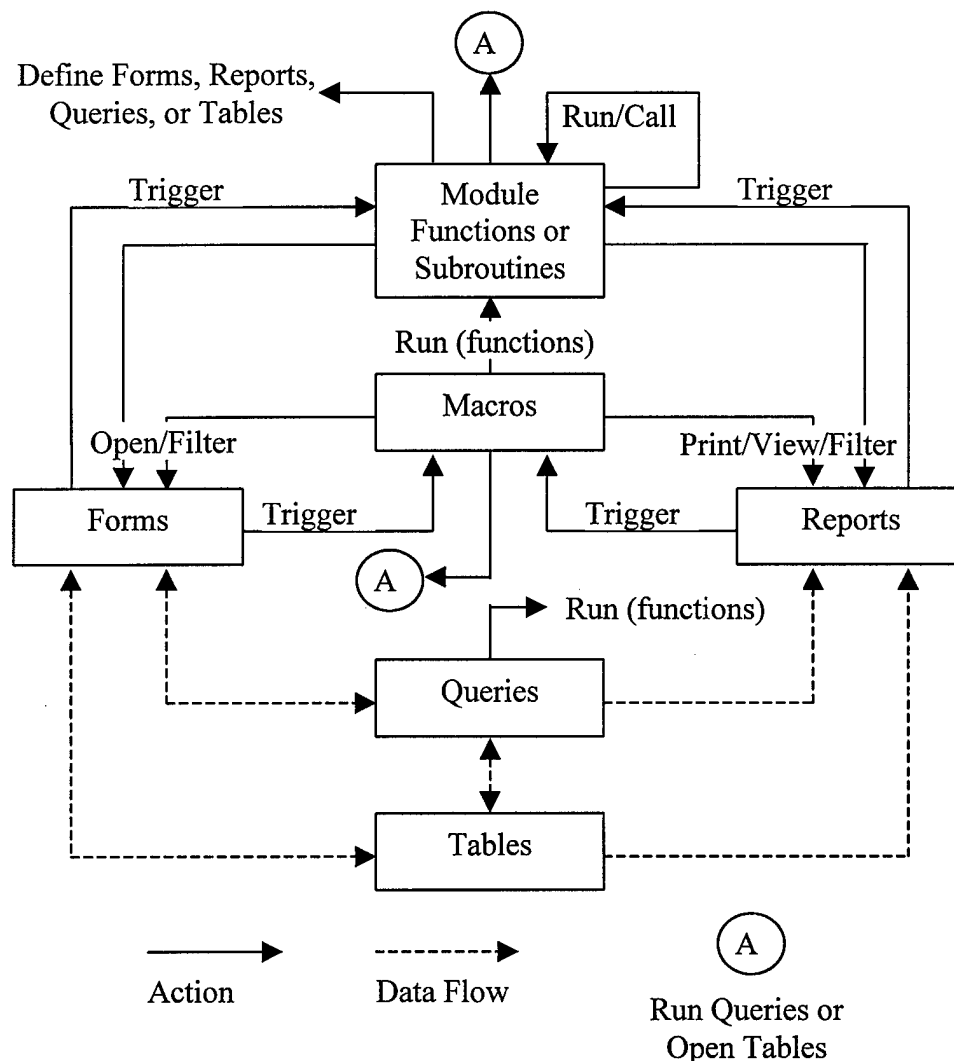 A
Define Forms, Reports,
Queries, or Tables
Run/Call
Trigger
Module
Functions or
Subroutines
Trigger
Run (functions)
Macros
Open/Filter
Print/View/Filter
Forms
Trigger
Trigger
Reports
A
Run (functions)
Queries
Tables
A
Action
Data Flow
Run Queries or
Open Tables